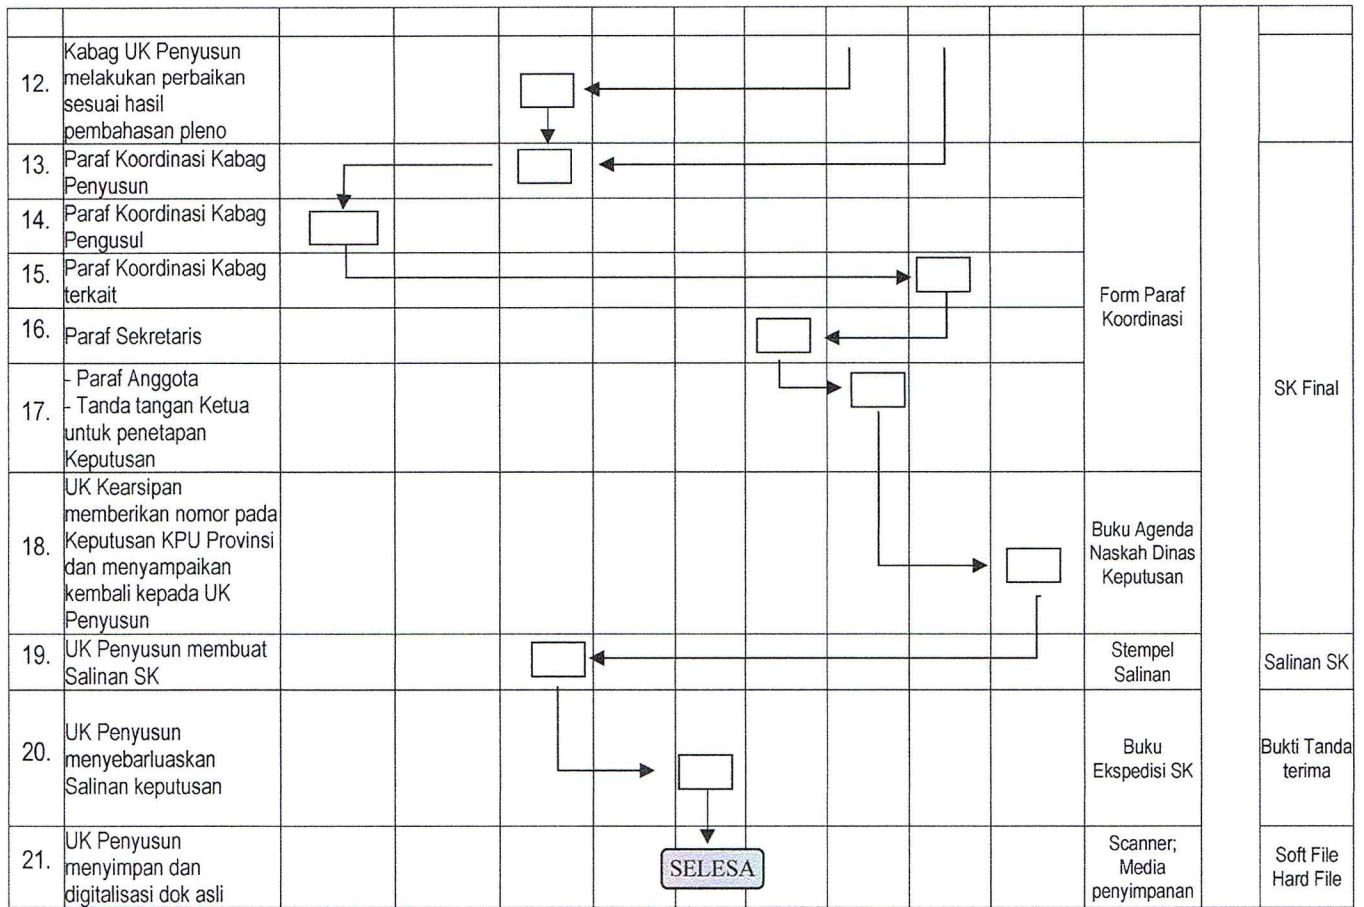 12.
Kabag UK Penyusun
melakukan perbaikan
sesuai hasil
pembahasan pleno
13.
Paraf Koordinasi Kabag
Penyusun
14.
Paraf Koordinasi Kabag
Pengusul
15.
Paraf Koordinasi Kabag
terkait
Form Paraf
Koordinasi
16.
Paraf Sekretaris
17.
- Paraf Anggota
- Tanda tangan Ketua
untuk penetapan
Keputusan
SK Final
18.
UK Kearsipan
memberikan nomor pada
Keputusan KPU Provinsi
dan menyampaikan
kembali kepada UK
Penyusun
Buku Agenda
Naskah Dinas
Keputusan
19.
UK Penyusun membuat
Salinan SK
Stempel
Salinan
Salinan SK
20.
UK Penyusun
menyebarluaskan
Salinan keputusan
Buku
Ekspedisi SK
Bukti Tanda
terima
21.
UK Penyusun
menyimpan dan
digitalisasi dok asli
SELESA
Scanner;
Media
penyimpanan
Soft File
Hard File